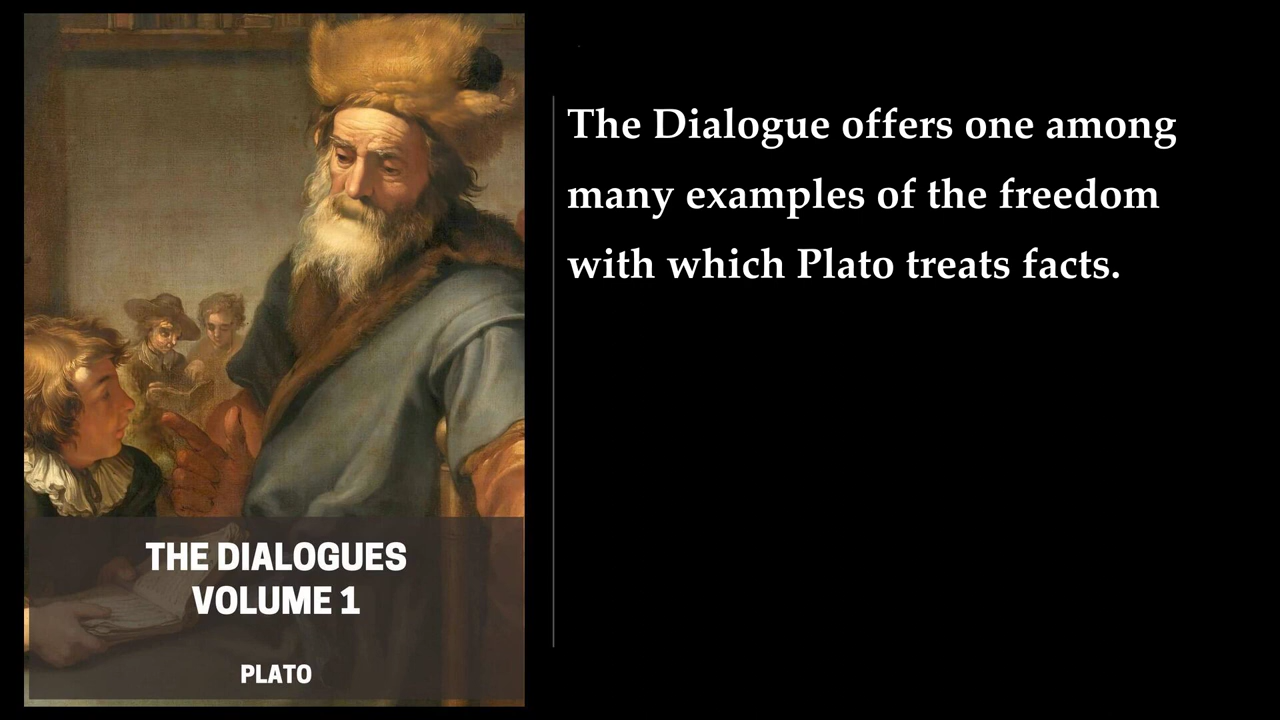 THE DIALOGUES
VOLUME 1
PLATO
The Dialogue offers one among
many examples of the freedom
with which Plato treats facts.